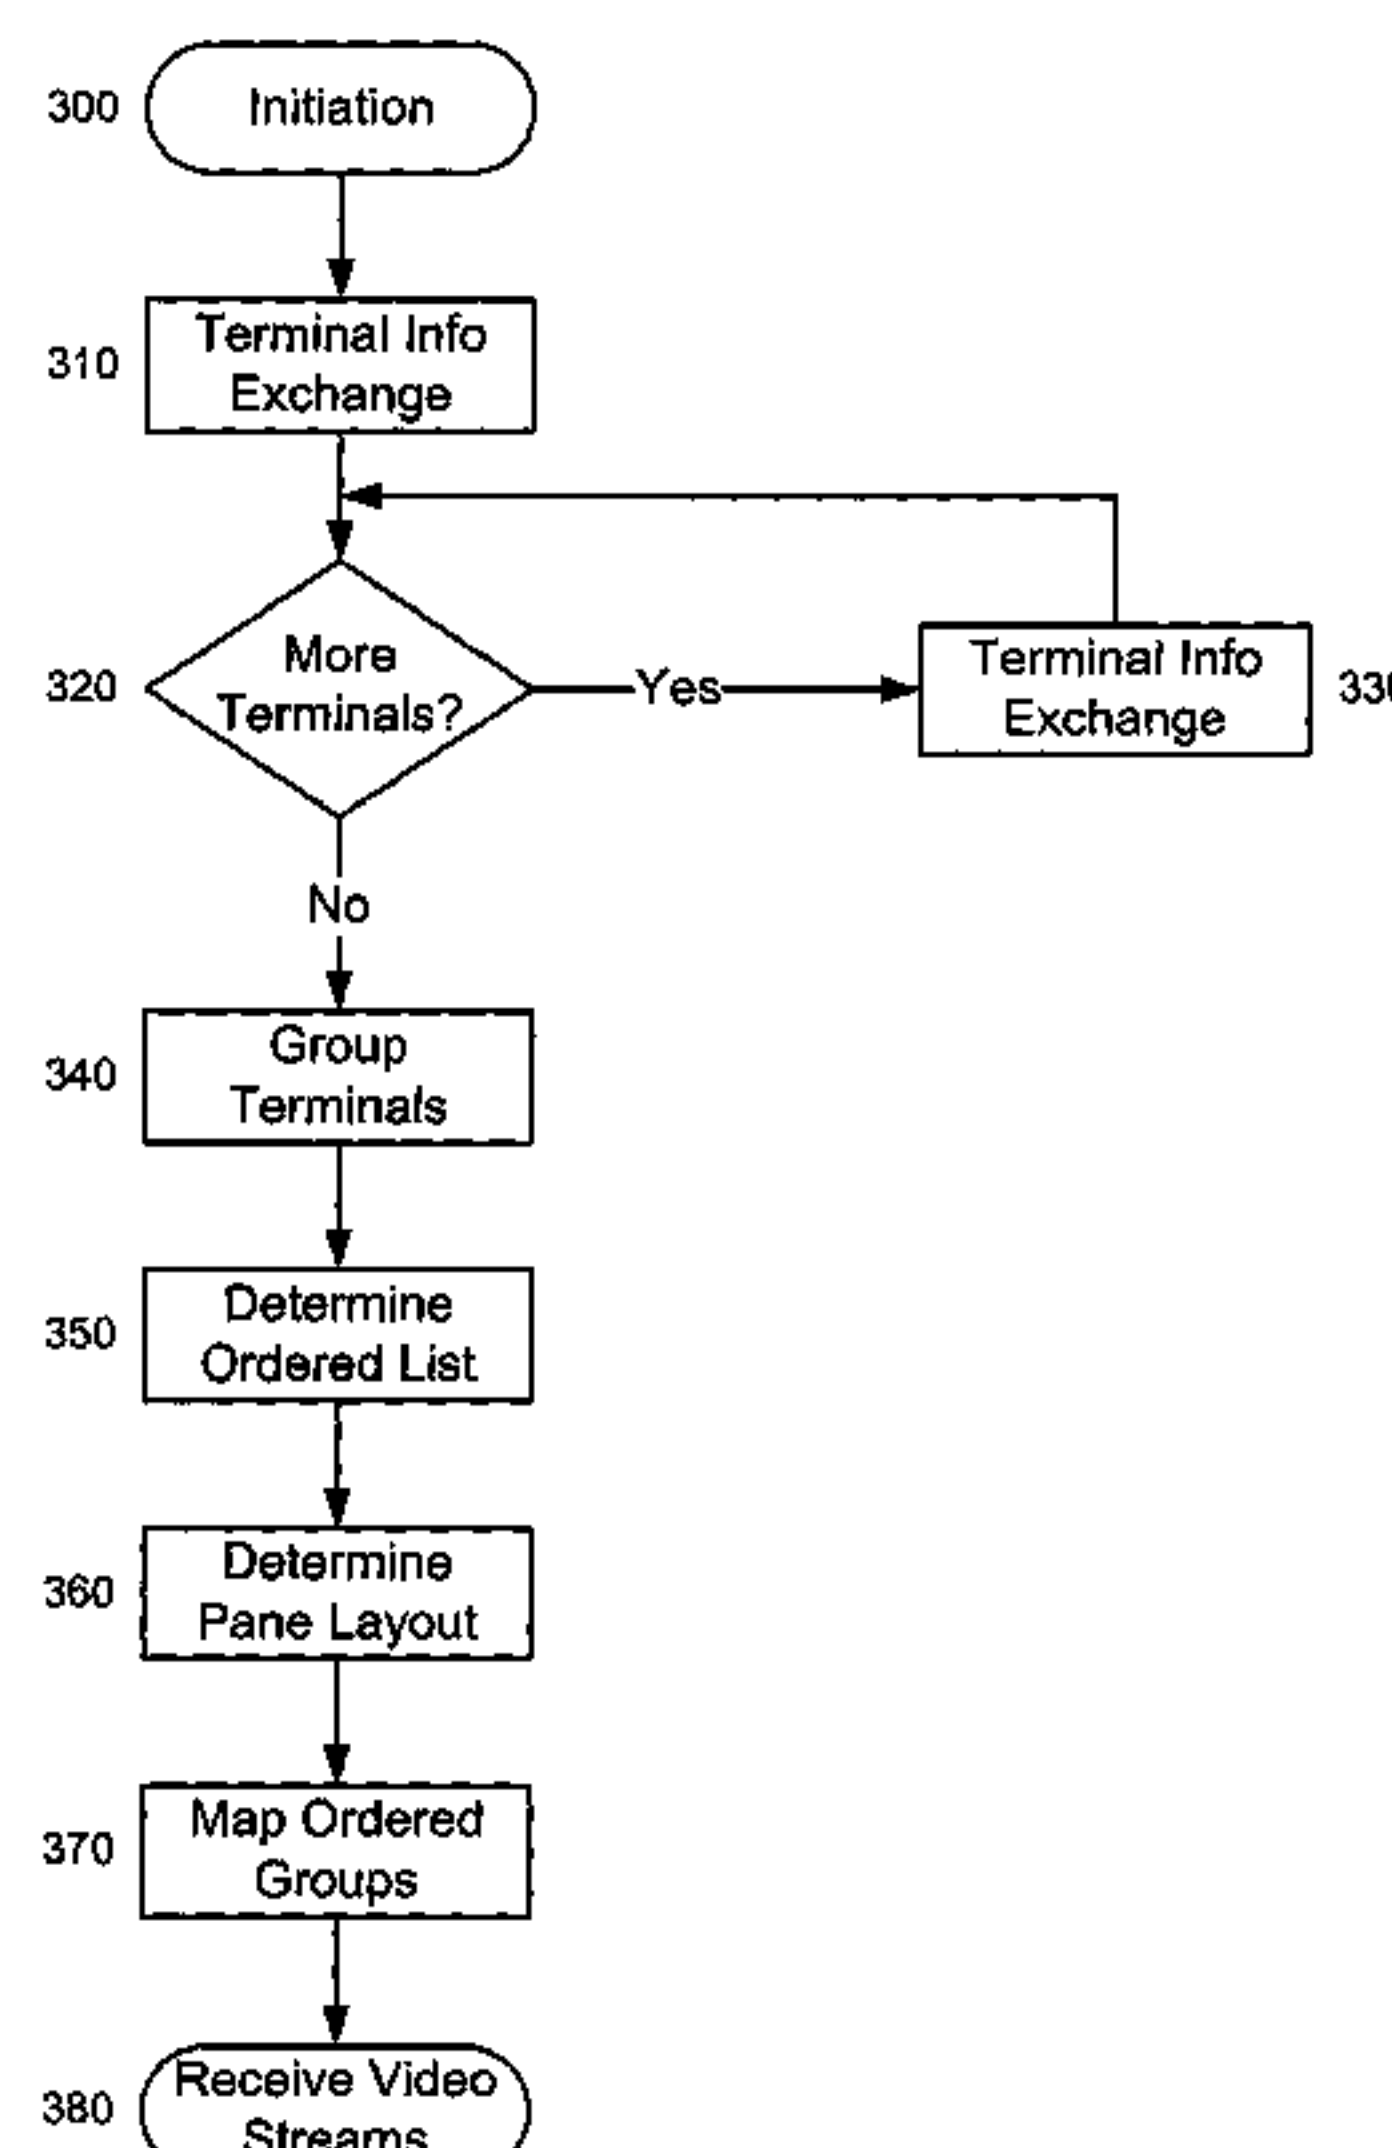 300
Initiation
310
Terminal Info
Exchange
320
More
Terminals?
Yes
Terminal Info
Exchange
330
No
340
Group
Terminals
350
Determine
Ordered List
360
Determine
Pane Layout
370
Map Ordered
Groups
380
Receive Video
Streams